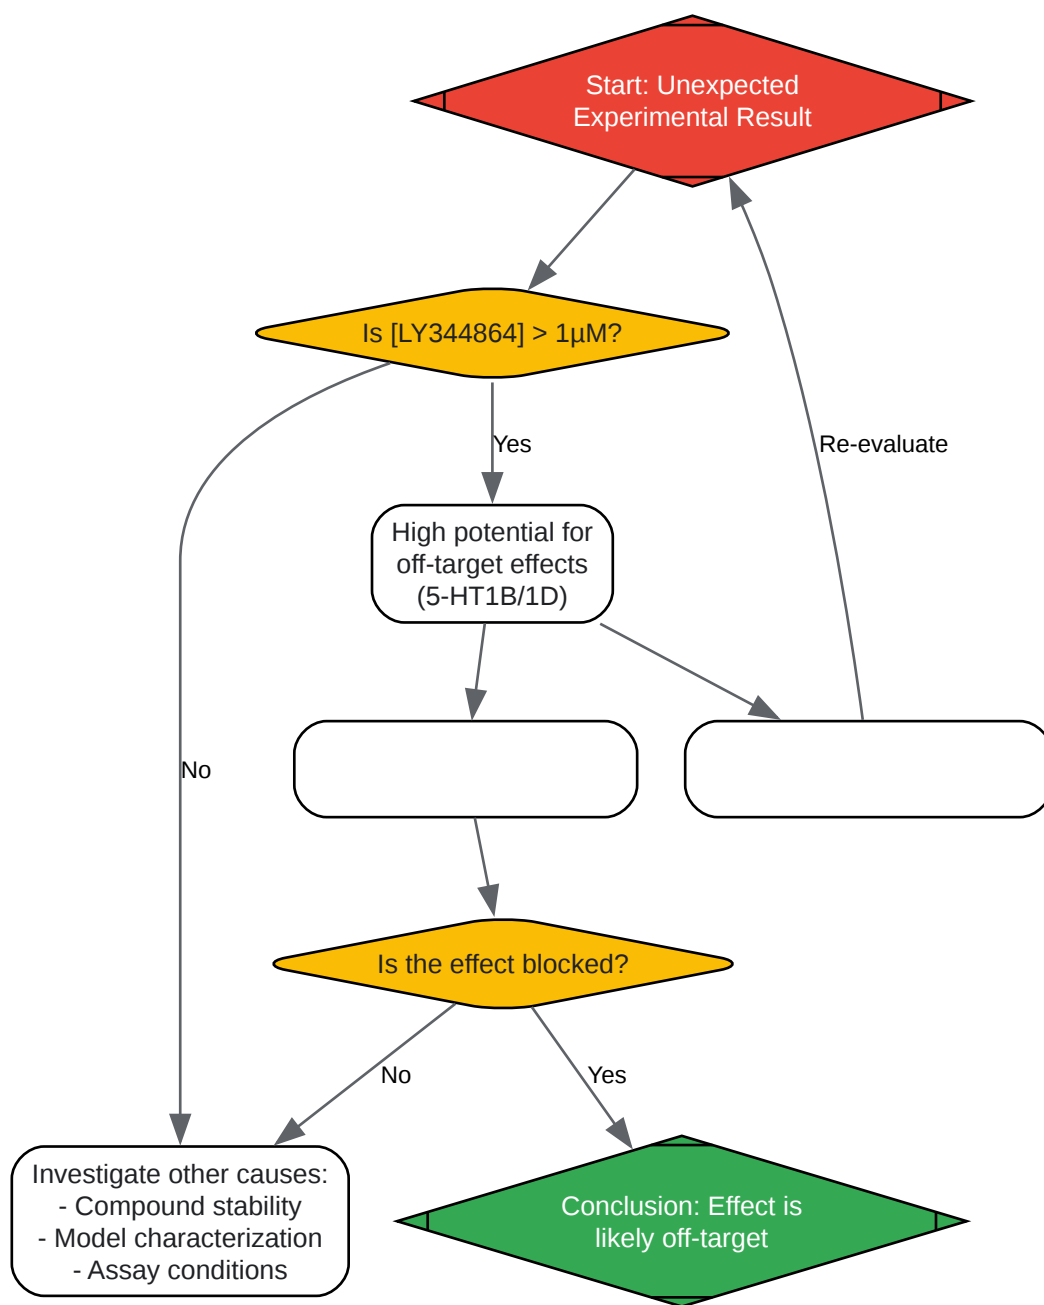 Start: Unexpected
Experimental Result
Is [LY344864] > 1µM?
Yes
Re-evaluate
High potential for
off-target effects
(5-HT1B/1D)
No
Is the effect blocked?
No
Yes
Investigate other causes:
- Compound stability
- Model characterization
- Assay conditions
Conclusion: Effect is
likely off-target